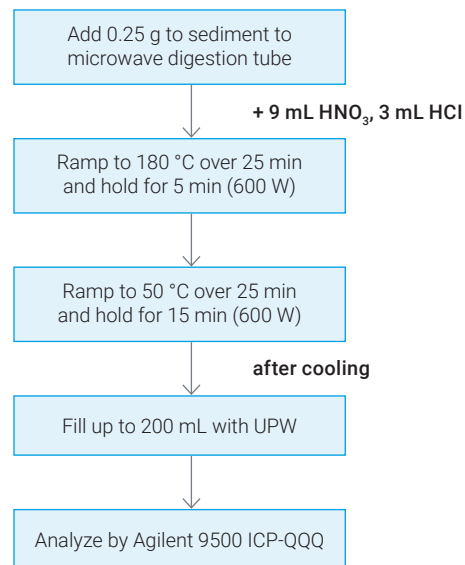 Add 0.25 g to sediment to
microwave digestion tube
+ 9 mL HNO₃, 3 mL HCl
Ramp to 180 °C over 25 min
and hold for 5 min (600 W)
Ramp to 50 °C over 25 min
and hold for 15 min (600 W)
after cooling
Fill up to 200 mL with UPW
Analyze by Agilent 9500 ICP-QQQ